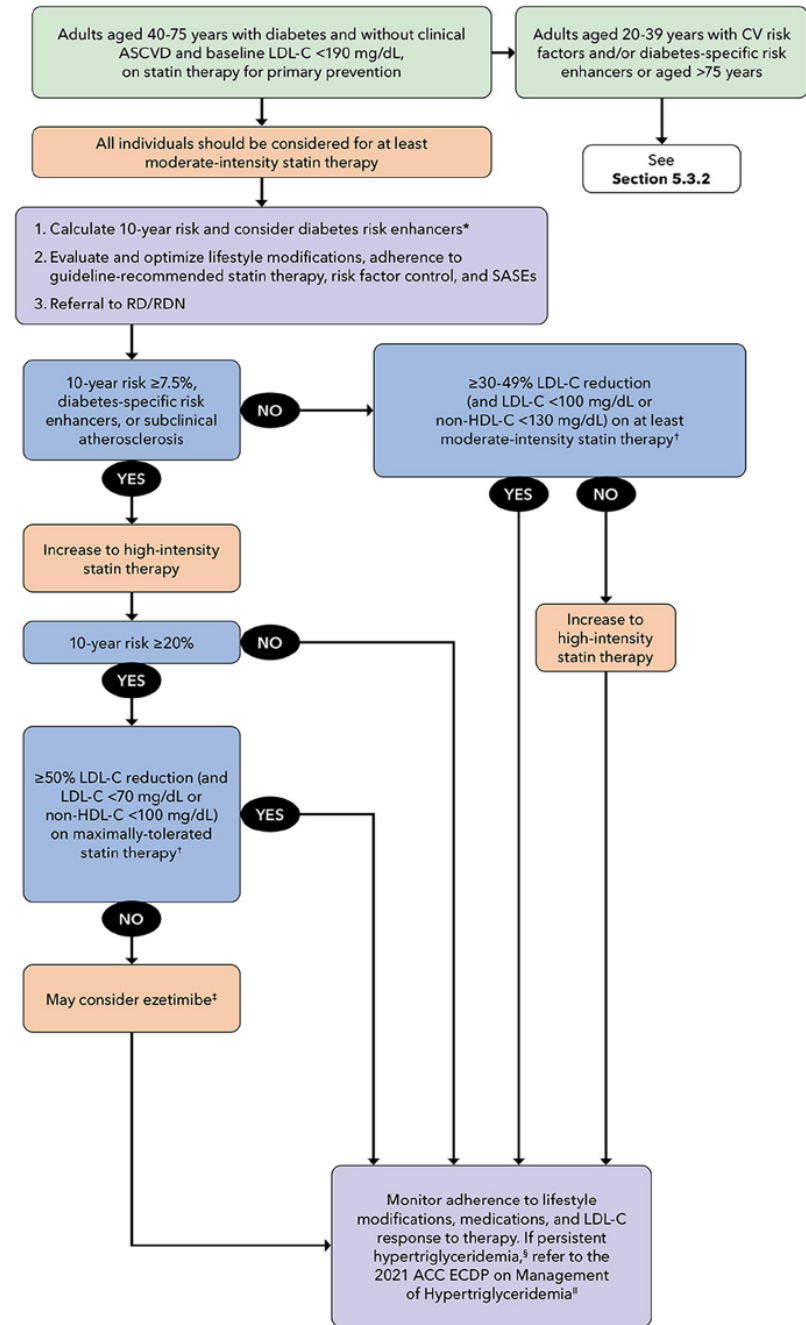 Adults aged 40-75 years with diabetes and without clinical
ASCVD and baseline LDL-C <190 mg/dL,
on statin therapy for primary prevention
Adults aged 20-39 years with CV risk
factors and/or diabetes-specific risk
enhancers or aged >75 years
All individuals should be considered for at least
moderate-intensity statin therapy
See
Section 5.3.2
1. Calculate 10-year risk and consider diabetes risk enhancers*
2. Evaluate and optimize lifestyle modifications, adherence to
guideline-recommended statin therapy, risk factor control, and SASEs
3. Referral to RD/RDN
10-year risk ≥7.5%,
diabetes-specific risk
enhancers, or subclinical
atherosclerosis
NO
≥30-49% LDL-C reduction
(and LDL-C <100 mg/dL or
non-HDL-C <130 mg/dL) on at least
moderate-intensity statin therapy†
YES
YES
NO
Increase to high-intensity
statin therapy
Increase to
high-intensity
statin therapy
10-year risk ≥20%
NO
YES
≥50% LDL-C reduction (and
LDL-C <70 mg/dL or
non-HDL-C <100 mg/dL)
on maximally-tolerated
statin therapy†
YES
NO
May consider ezetimibe‡
Monitor adherence to lifestyle
modifications, medications, and LDL-C
response to therapy. If persistent
hypertriglyceridemia,§ refer to the
2021 ACC ECDP on Management
of Hypertriglyceridemia‖